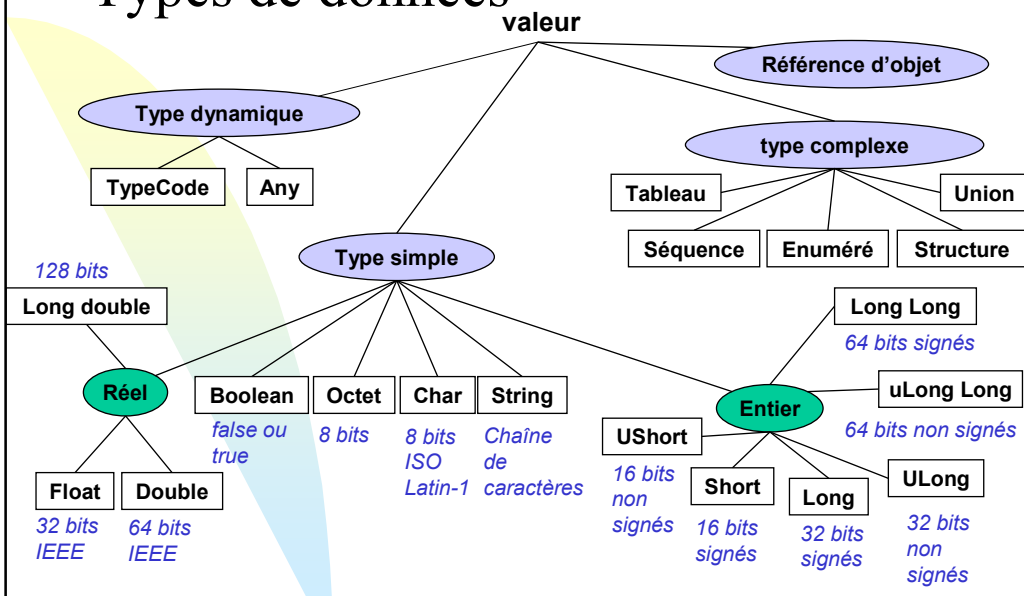 Types de données
valeur
Référence d'objet
Type dynamique
type complexe
TypeCode
Any
Tableau
Union
Séquence
Enuméré
Structure
Type simple
128 bits
Long double
Long Long
64 bits signés
Réel
Boolean
false ou
true
Octet
8 bits
Char
8 bits
ISO
Latin-1
String
Chaîne
de
caractères
Entier
uLong Long
64 bits non signés
UShort
16 bits
non
signés
Short
16 bits
signés
Long
32 bits
signés
ULong
32 bits
non
signés
Float
32 bits
IEEE
Double
64 bits
IEEE